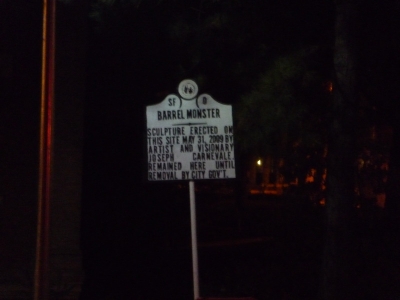 SF 0
BARREL MONSTER
SCULPTURE ERECTED ON
THIS SITE MAY 31, 2009 BY
ARTIST AND VISIONARY
JOSEPH CARNEVALE.
REMAINED HERE UNTIL
REMOVAL BY CITY GOV'T.